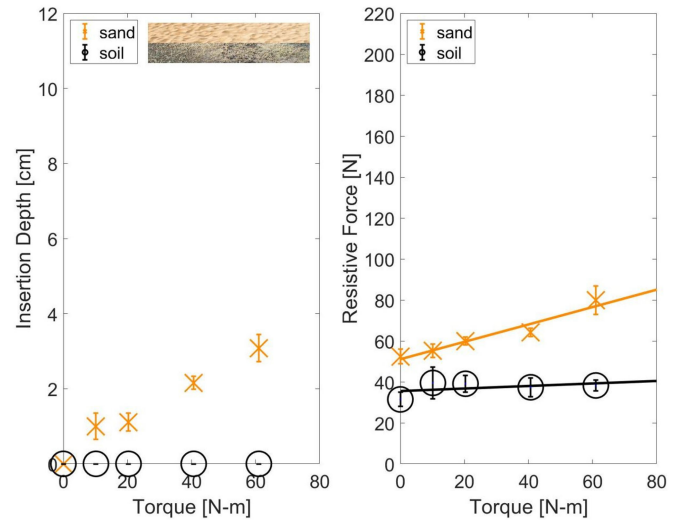 12
10
8
6
4
2
0
0 20 40 60 80
Insertion Depth [cm]
Torque [N-m]
sand
soil
220
200
180
160
140
120
100
80
60
40
20
0
0 20 40 60 80
Resistive Force [N]
Torque [N-m]
sand
soil